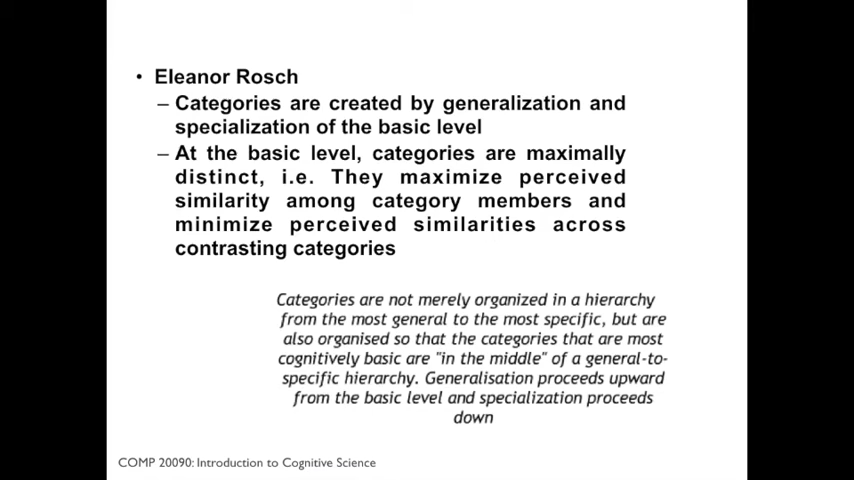 • Eleanor Rosch
– Categories are created by generalization and
specialization of the basic level
– At the basic level, categories are maximally
distinct, i.e. They maximize perceived
similarity among category members and
minimize perceived similarities across
contrasting categories
Categories are not merely organized in a hierarchy
from the most general to the most specific, but are
also organised so that the categories that are most
cognitively basic are "in the middle" of a general-to-
specific hierarchy. Generalisation proceeds upward
from the basic level and specialization proceeds
down
COMP 20090: Introduction to Cognitive Science